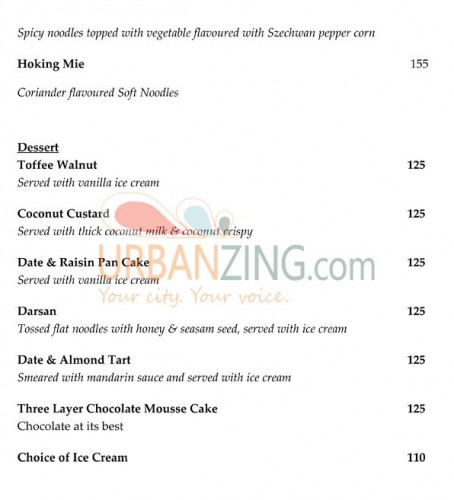 Spicy noodles topped with vegetable flavoured with Szechwan pepper corn
Hoking Mie 155
Coriander flavoured Soft Noodles
Dessert
Toffee Walnut 125
Served with vanilla ice cream
Coconut Custard 125
Served with thick coconut milk & coconut crispy
URBANZING.com
Date & Raisin Pan Cake 125
Served with vanilla ice cream
Your city. Your voice.
Darsan 125
Tossed flat noodles with honey & seasam seed, served with ice cream
Date & Almond Tart 125
Smeared with mandarin sauce and served with ice cream
Three Layer Chocolate Mousse Cake 125
Chocolate at its best
Choice of Ice Cream 110